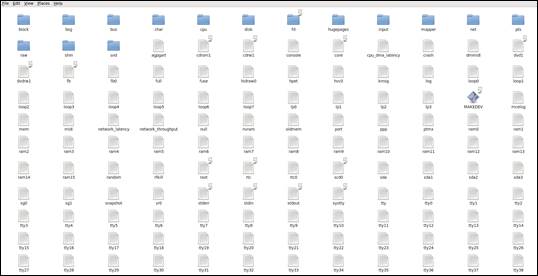 File Edit View Places Help
block bsg bus char cpu disk fd hugepages input mapper net pts
raw shm snd agpgart cdrom1 cdrw1 console core cpu_dma_latency crash dmmidi dvd1
dvdrw1 fb fb0 full fuse hidraw0 hpet hvc0 kmsg log loop0 loop1
loop2 loop3 loop4 loop5 loop6 loop7 lp0 lp1 lp2 lp3 MAKEDEV mcelog
mem midi network_latency network_throughput null nvram oldmem port ppp ptmx ram0 ram1
ram2 ram3 ram4 ram5 ram6 ram7 ram8 ram9 ram10 ram11 ram12 ram13
ram14 ram15 random rfkill root rtc rtc0 scd0 sda sda1 sda2 sda3
sg0 sg1 snapshot sr0 stderr stdin stdout systty tty tty0 tty1 tty2
tty3 tty4 tty5 tty6 tty7 tty8 tty9 tty10 tty11 tty12 tty13 tty14
tty15 tty16 tty17 tty18 tty19 tty20 tty21 tty22 tty23 tty24 tty25 tty26
tty27 tty28 tty29 tty30 tty31 tty32 tty33 tty34 tty35 tty36 tty37 tty38